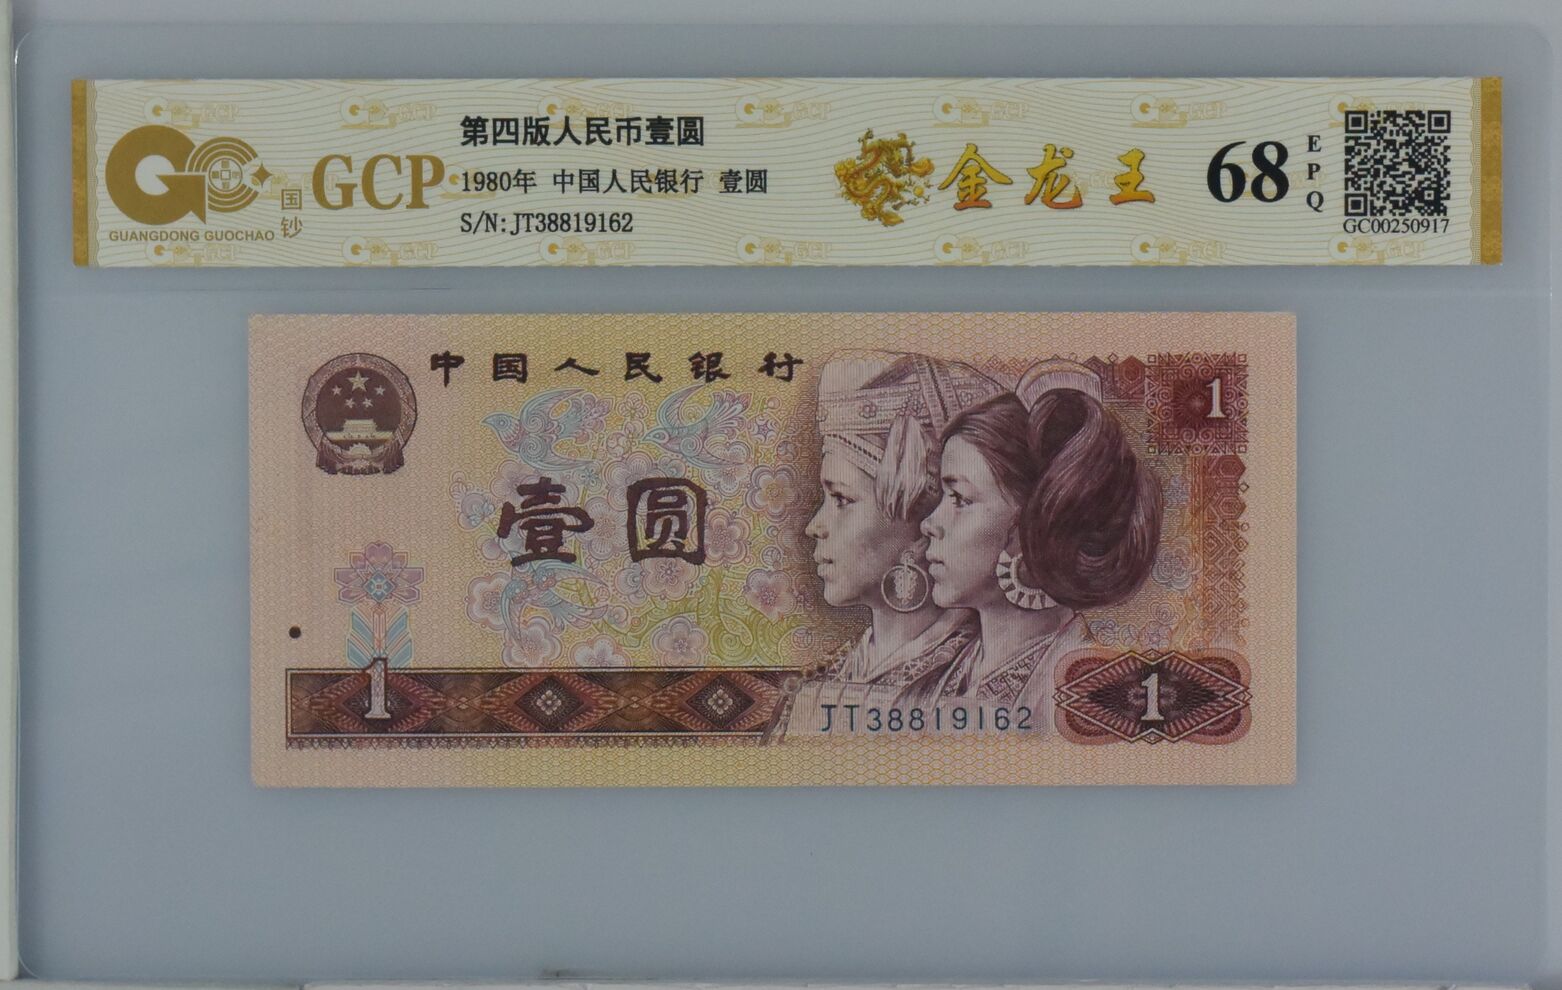 第四版人民币壹圆
GCP
1980年 中国人民银行 壹圆
S/N:JT38819162
国钞
GUANGDONG GUOCHAO
金龙王
68
EPQ
GC00250917
中国人民银行
1
壹圆
1
JT38819162
1